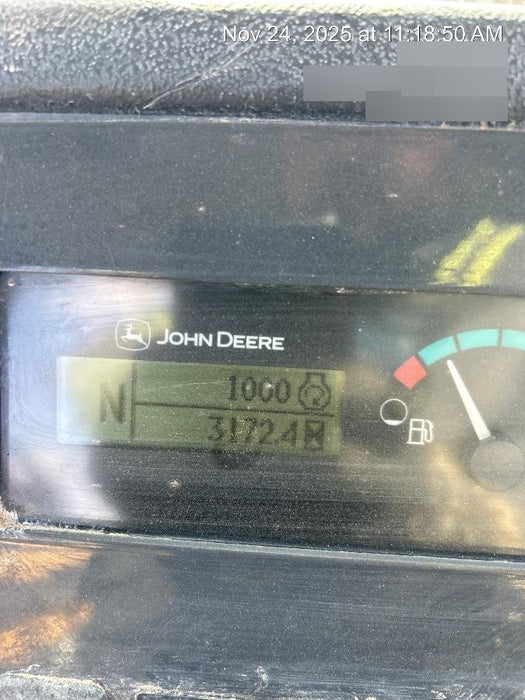 Nov 24, 2025 at 11:18:50 AM
JOHN DEERE
N
1000
3172.4